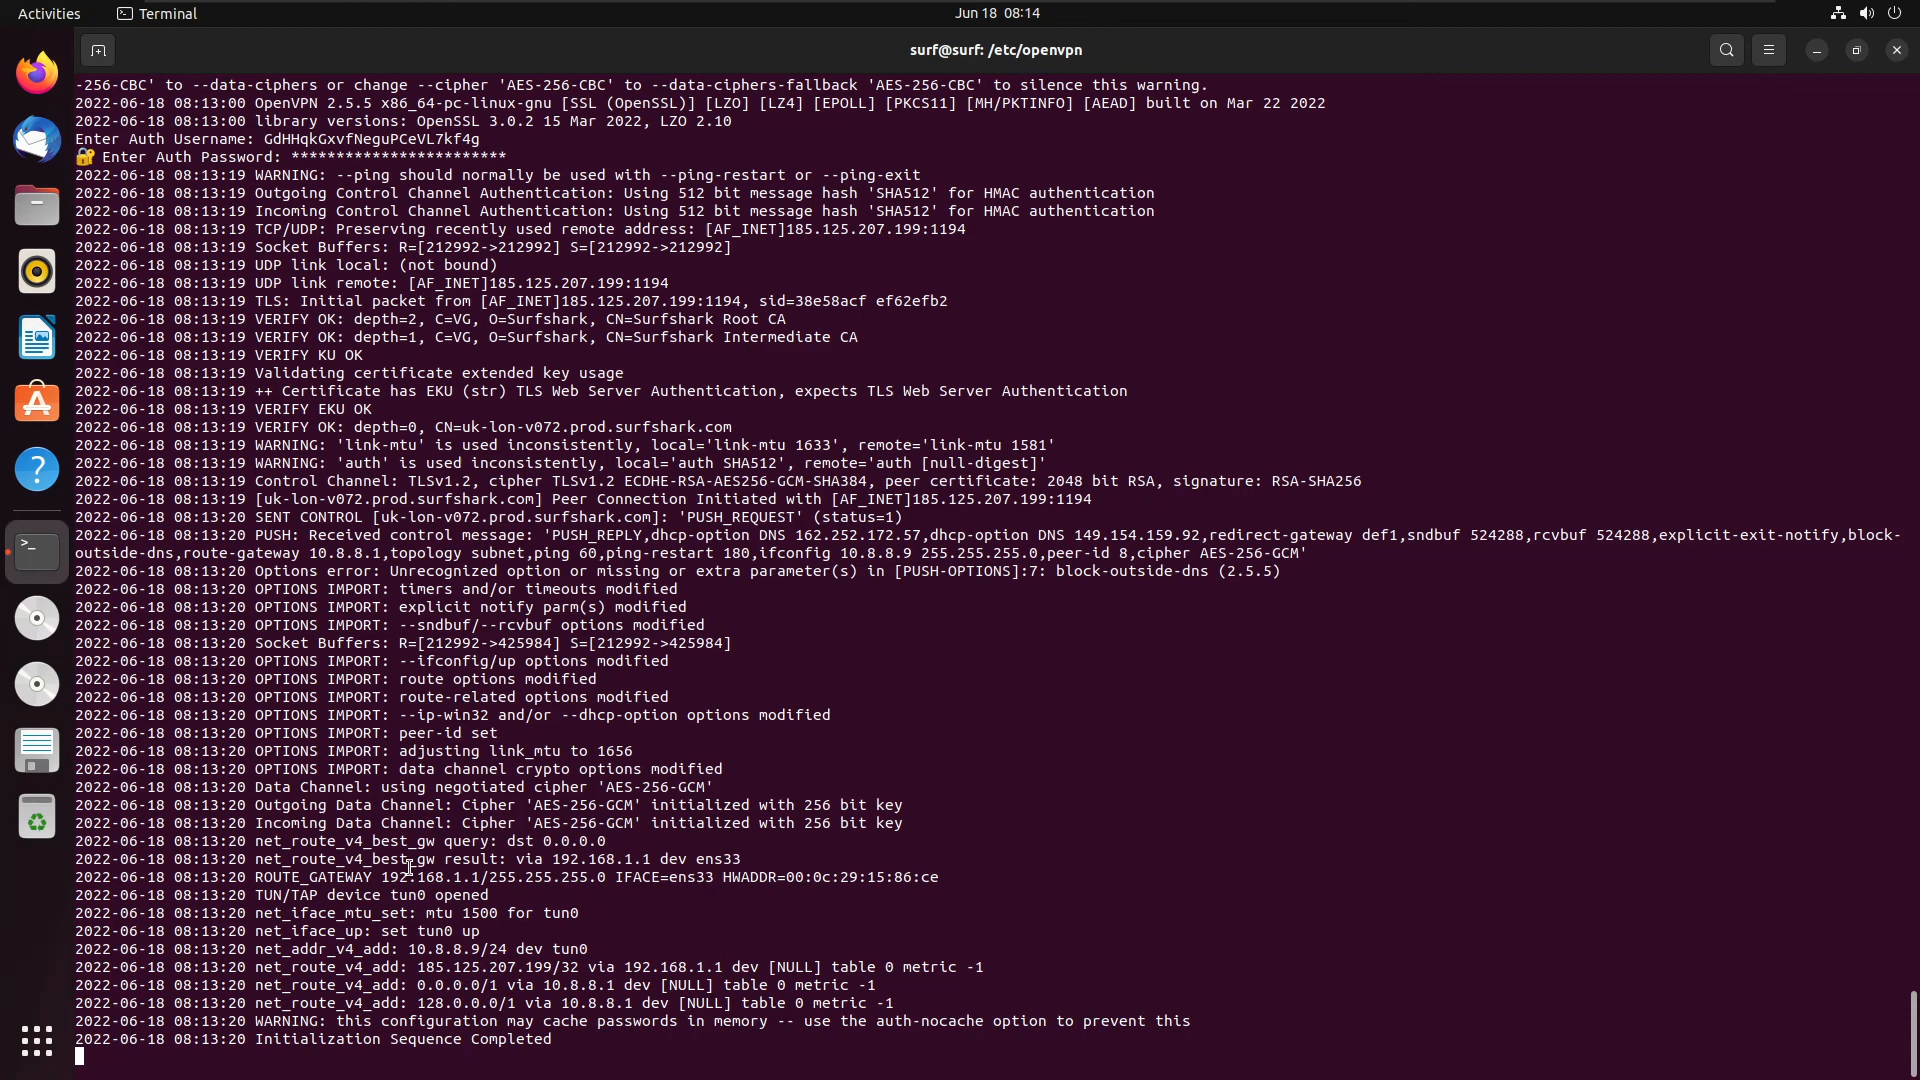 Activities
Terminal
Jun 18 08:14
surf@surf: /etc/openvpn
-256-CBC' to --data-ciphers or change --cipher 'AES-256-CBC' to --data-ciphers-fallback 'AES-256-CBC' to silence this warning.
2022-06-18 08:13:00 OpenVPN 2.5.5 x86_64-pc-linux-gnu [SSL (OpenSSL)] [LZO] [LZ4] [EPOLL] [PKCS11] [MH/PKTINFO] [AEAD] built on Mar 22 2022
2022-06-18 08:13:00 library versions: OpenSSL 3.0.2 15 Mar 2022, LZO 2.10
Enter Auth Username: GdHHqkGxvfNeguPCeVL7kf4g
🔐 Enter Auth Password: ************************
2022-06-18 08:13:19 WARNING: --ping should normally be used with --ping-restart or --ping-exit
2022-06-18 08:13:19 Outgoing Control Channel Authentication: Using 512 bit message hash 'SHA512' for HMAC authentication
2022-06-18 08:13:19 Incoming Control Channel Authentication: Using 512 bit message hash 'SHA512' for HMAC authentication
2022-06-18 08:13:19 TCP/UDP: Preserving recently used remote address: [AF_INET]185.125.207.199:1194
2022-06-18 08:13:19 Socket Buffers: R=[212992->212992] S=[212992->212992]
2022-06-18 08:13:19 UDP link local: (not bound)
2022-06-18 08:13:19 UDP link remote: [AF_INET]185.125.207.199:1194
2022-06-18 08:13:19 TLS: Initial packet from [AF_INET]185.125.207.199:1194, sid=38e58acf ef62efb2
2022-06-18 08:13:19 VERIFY OK: depth=2, C=VG, O=Surfshark, CN=Surfshark Root CA
2022-06-18 08:13:19 VERIFY OK: depth=1, C=VG, O=Surfshark, CN=Surfshark Intermediate CA
2022-06-18 08:13:19 VERIFY KU OK
2022-06-18 08:13:19 Validating certificate extended key usage
2022-06-18 08:13:19 ++ Certificate has EKU (str) TLS Web Server Authentication, expects TLS Web Server Authentication
2022-06-18 08:13:19 VERIFY EKU OK
2022-06-18 08:13:19 VERIFY OK: depth=0, CN=uk-lon-v072.prod.surfshark.com
2022-06-18 08:13:19 WARNING: 'link-mtu' is used inconsistently, local='link-mtu 1633', remote='link-mtu 1581'
2022-06-18 08:13:19 WARNING: 'auth' is used inconsistently, local='auth SHA512', remote='auth [null-digest]'
2022-06-18 08:13:19 Control Channel: TLSv1.2, cipher TLSv1.2 ECDHE-RSA-AES256-GCM-SHA384, peer certificate: 2048 bit RSA, signature: RSA-SHA256
2022-06-18 08:13:19 [uk-lon-v072.prod.surfshark.com] Peer Connection Initiated with [AF_INET]185.125.207.199:1194
2022-06-18 08:13:20 SENT CONTROL [uk-lon-v072.prod.surfshark.com]: 'PUSH_REQUEST' (status=1)
2022-06-18 08:13:20 PUSH: Received control message: 'PUSH_REPLY,dhcp-option DNS 162.252.172.57,dhcp-option DNS 149.154.159.92,redirect-gateway def1,sndbuf 524288,rcvbuf 524288,explicit-exit-notify,block-
outside-dns,route-gateway 10.8.8.1,topology subnet,ping 60,ping-restart 180,ifconfig 10.8.8.9 255.255.255.0,peer-id 8,cipher AES-256-GCM'
2022-06-18 08:13:20 Options error: Unrecognized option or missing or extra parameter(s) in [PUSH-OPTIONS]:7: block-outside-dns (2.5.5)
2022-06-18 08:13:20 OPTIONS IMPORT: timers and/or timeouts modified
2022-06-18 08:13:20 OPTIONS IMPORT: explicit notify parm(s) modified
2022-06-18 08:13:20 OPTIONS IMPORT: --sndbuf/--rcvbuf options modified
2022-06-18 08:13:20 Socket Buffers: R=[212992->425984] S=[212992->425984]
2022-06-18 08:13:20 OPTIONS IMPORT: --ifconfig/up options modified
2022-06-18 08:13:20 OPTIONS IMPORT: route options modified
2022-06-18 08:13:20 OPTIONS IMPORT: route-related options modified
2022-06-18 08:13:20 OPTIONS IMPORT: --ip-win32 and/or --dhcp-option options modified
2022-06-18 08:13:20 OPTIONS IMPORT: peer-id set
2022-06-18 08:13:20 OPTIONS IMPORT: adjusting link_mtu to 1656
2022-06-18 08:13:20 OPTIONS IMPORT: data channel crypto options modified
2022-06-18 08:13:20 Data Channel: using negotiated cipher 'AES-256-GCM'
2022-06-18 08:13:20 Outgoing Data Channel: Cipher 'AES-256-GCM' initialized with 256 bit key
2022-06-18 08:13:20 Incoming Data Channel: Cipher 'AES-256-GCM' initialized with 256 bit key
2022-06-18 08:13:20 net_route_v4_best_gw query: dst 0.0.0.0
2022-06-18 08:13:20 net_route_v4_best_gw result: via 192.168.1.1 dev ens33
2022-06-18 08:13:20 ROUTE_GATEWAY 192.168.1.1/255.255.255.0 IFACE=ens33 HWADDR=00:0c:29:15:86:ce
2022-06-18 08:13:20 TUN/TAP device tun0 opened
2022-06-18 08:13:20 net_iface_mtu_set: mtu 1500 for tun0
2022-06-18 08:13:20 net_iface_up: set tun0 up
2022-06-18 08:13:20 net_addr_v4_add: 10.8.8.9/24 dev tun0
2022-06-18 08:13:20 net_route_v4_add: 185.125.207.199/32 via 192.168.1.1 dev [NULL] table 0 metric -1
2022-06-18 08:13:20 net_route_v4_add: 0.0.0.0/1 via 10.8.8.1 dev [NULL] table 0 metric -1
2022-06-18 08:13:20 net_route_v4_add: 128.0.0.0/1 via 10.8.8.1 dev [NULL] table 0 metric -1
2022-06-18 08:13:20 WARNING: this configuration may cache passwords in memory -- use the auth-nocache option to prevent this
2022-06-18 08:13:20 Initialization Sequence Completed